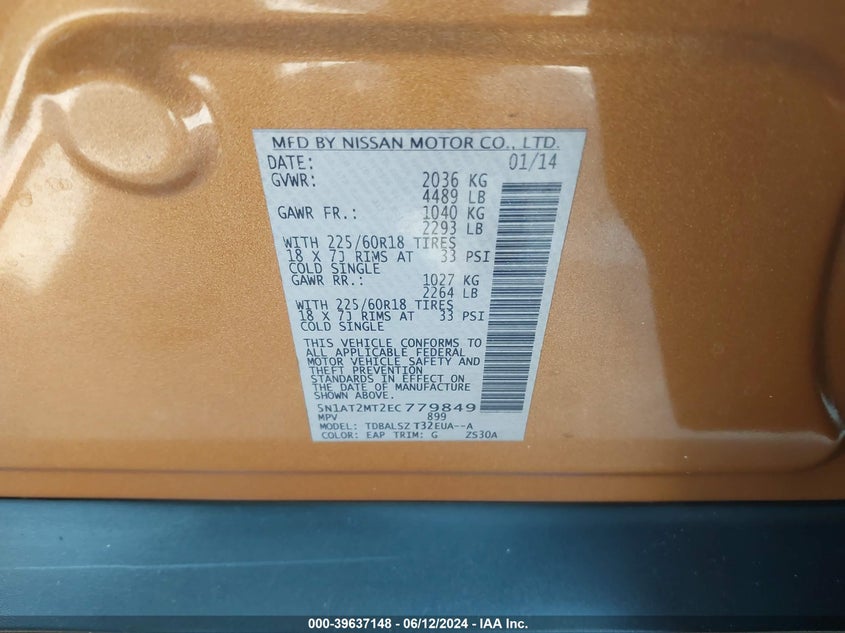 MFD BY NISSAN MOTOR CO., LTD.
DATE: 01/14
GVWR: 2036 KG
4489 LB
GAWR FR.: 1040 KG
2293 LB
WITH 225/60R18 TIRES
18 X 7J RIMS AT 33 PSI
COLD SINGLE
GAWR RR.: 1027 KG
2264 LB
WITH 225/60R18 TIRES
18 X 7J RIMS AT 33 PSI
COLD SINGLE
THIS VEHICLE CONFORMS TO
ALL APPLICABLE FEDERAL
MOTOR VEHICLE SAFETY AND
THEFT PREVENTION
STANDARDS IN EFFECT ON
THE DATE OF MANUFACTURE
SHOWN ABOVE.
5N1AT2MT2EC779849
MPV 899
MODEL: TDBALSZ T32EUA--A
COLOR: EAP TRIM: G ZS30A
000-39637148 - 06/12/2024 - IAA Inc.